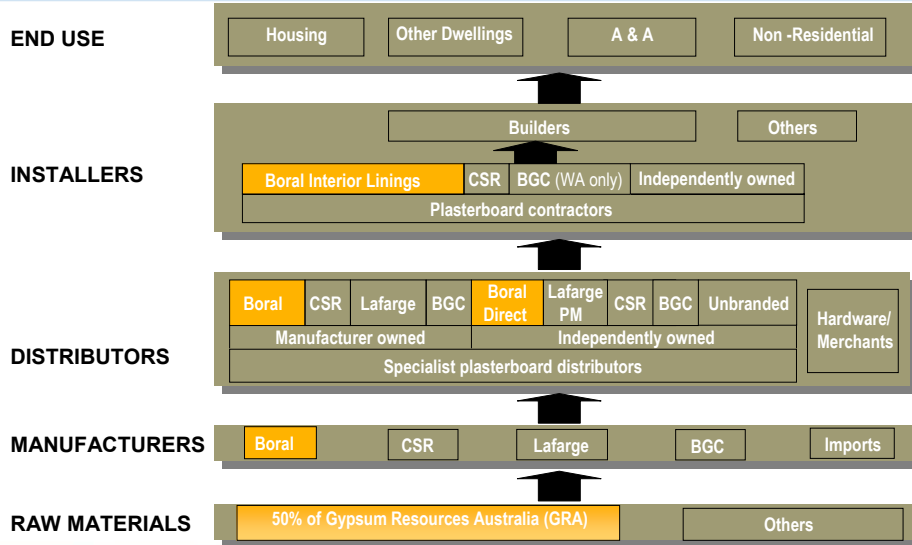 END USE
Housing
Other Dwellings
A & A
Non -Residential
INSTALLERS
Builders
Others
Boral Interior Linings
CSR
BGC (WA only)
Independently owned
Plasterboard contractors
DISTRIBUTORS
Boral
CSR
Lafarge
BGC
Boral
Direct
Lafarge
PM
CSR
BGC
Unbranded
Manufacturer owned
Independently owned
Specialist plasterboard distributors
Hardware/
Merchants
MANUFACTURERS
Boral
CSR
Lafarge
BGC
Imports
RAW MATERIALS
50% of Gypsum Resources Australia (GRA)
Others